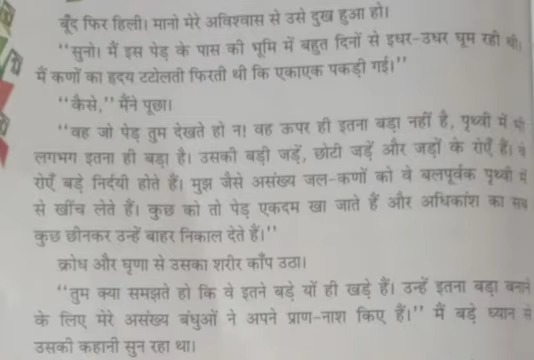 बूँद फिर हिली। मानो मेरे अविश्वास से उसे दुख हुआ हो।
"सुनो। मैं इस पेड़ के पास की भूमि में बहुत दिनों से इधर-उधर घूम रही थी।
मैं कणों का हृदय टटोलती फिरती थी कि एकाएक पकड़ी गई।"
"कैसे," मैंने पूछा।
"वह जो पेड़ तुम देखते हो न! वह ऊपर ही इतना बड़ा नहीं है, पृथ्वी में भी
लगभग इतना ही बड़ा है। उसकी बड़ी जड़ें, छोटी जड़ें और जड़ों के रोएँ हैं। वे
रोएँ बड़े निर्दयी होते हैं। मुझ जैसे असंख्य जल-कणों को वे बलपूर्वक पृथ्वी में
से खींच लेते हैं। कुछ को तो पेड़ एकदम खा जाते हैं और अधिकांश का सब
कुछ छीनकर उन्हें बाहर निकाल देते हैं।"
क्रोध और घृणा से उसका शरीर काँप उठा।
"तुम क्या समझते हो कि वे इतने बड़े यों ही खड़े हैं। उन्हें इतना बड़ा बनाने
के लिए मेरे असंख्य बंधुओं ने अपने प्राण-नाश किए हैं।" मैं बड़े ध्यान से
उसकी कहानी सुन रहा था।